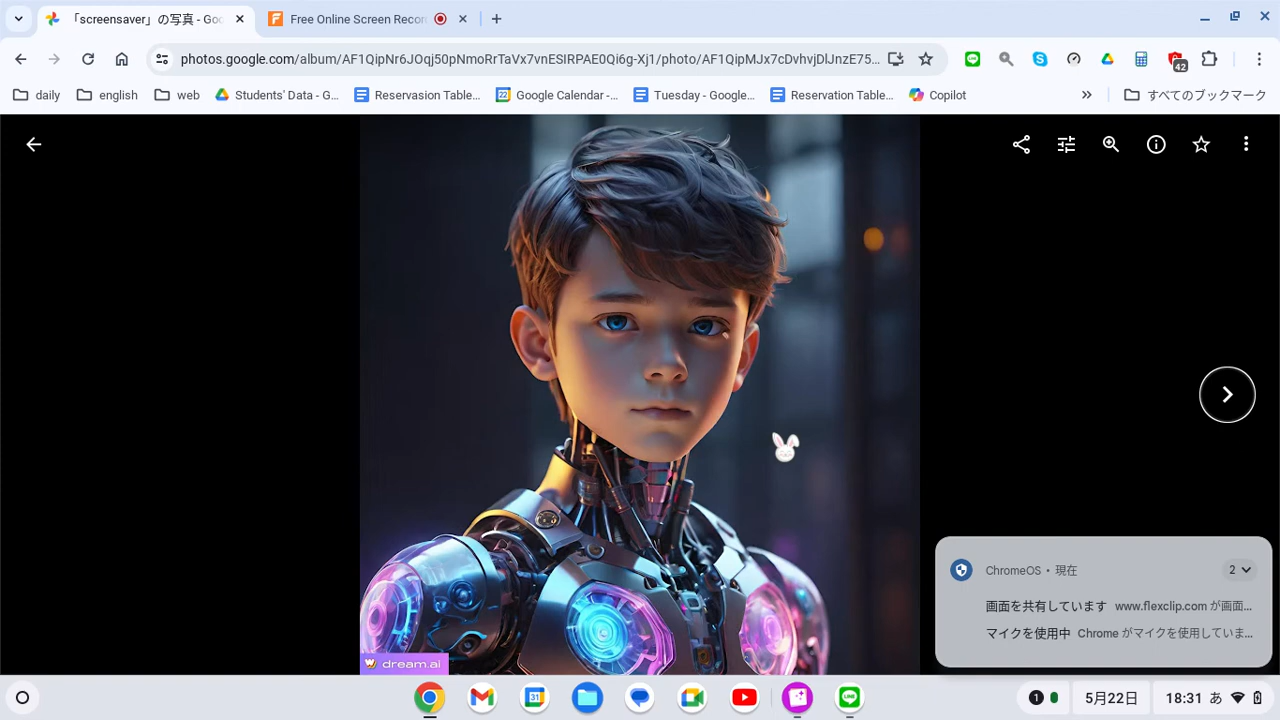 「screensaver」の写真 - Goo
Free Online Screen Recor
photos.google.com/album/AF1QipNr62Oqj50pNmoRrTaVx7vnESIRPAE0Qi6g-Xj1/photo/AF1QipMJx7cDvhvjDlJnzE75...
42
daily
english
web
Students' Data - G...
Reservasion Table...
Google Calendar -...
Tuesday - Google...
Reservation Table...
Copilot
»
すべてのブックマーク
ChromeOS • 現在
2
画面を共有しています www.flexclip.com が画面...
マイクを使用中 Chrome がマイクを使用していま...
dream.ai
31
1
5月22日
18:31 あ